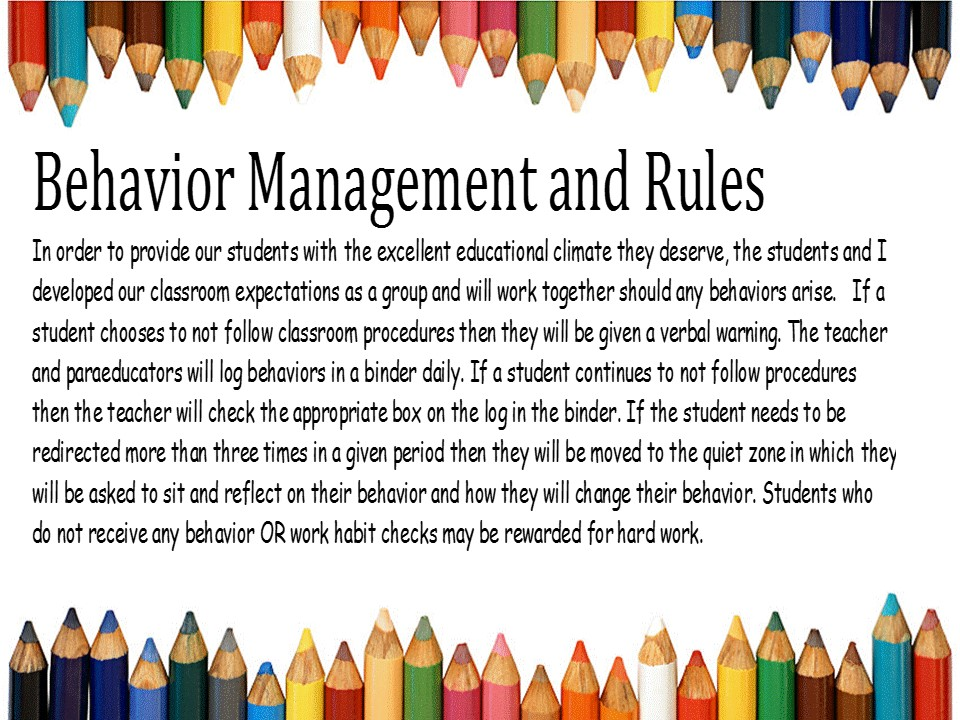 Behavior Management and Rules
In order to provide our students with the excellent educational climate they deserve, the students and I
developed our classroom expectations as a group and will work together should any behaviors arise.   If a
student chooses to not follow classroom procedures then they will be given a verbal warning. The teacher
and paraeducators will log behaviors in a binder daily. If a student continues to not follow procedures
then the teacher will check the appropriate box on the log in the binder. If the student needs to be
redirected more than three times in a given period then they will be moved to the quiet zone in which they
will be asked to sit and reflect on their behavior and how they will change their behavior. Students who
do not receive any behavior OR work habit checks may be rewarded for hard work.